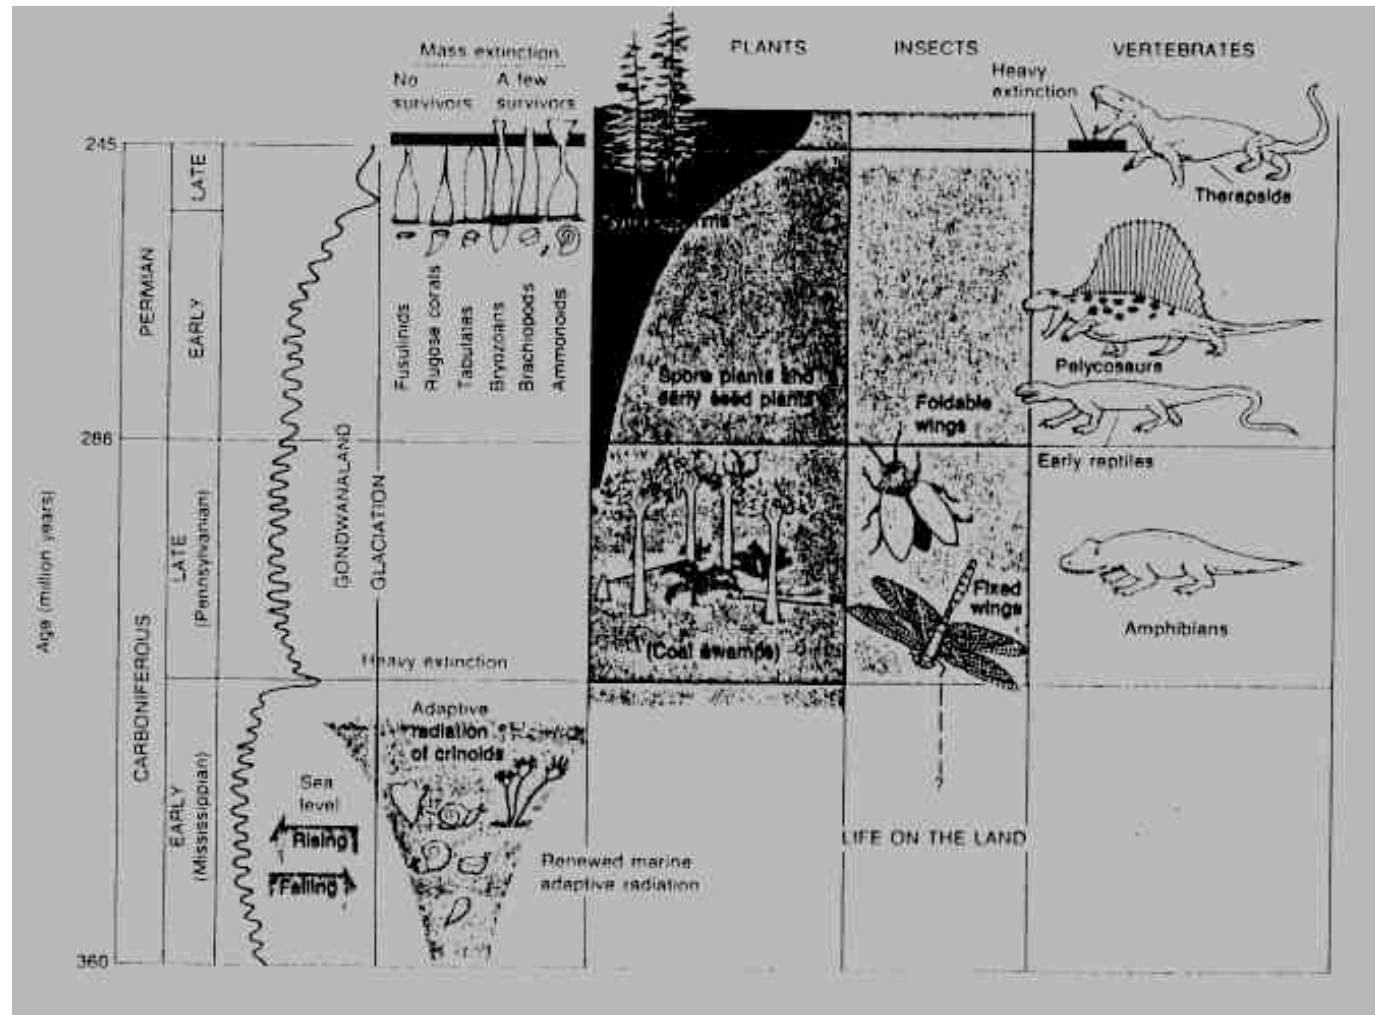 Mass extinction
No
survivors
A few
survivors
PLANTS
INSECTS
VERTEBRATES
Heavy
extinction
Therapsids
245
LATE
PERMIAN
EARLY
Fusulinids
Rugose corals
Tabulates
Bryozoans
Brachiopods
Ammonoids
Spore plants and
early seed plants
Foldable
wings
Pelycosaurs
Early reptiles
286
Age (million years)
CARBONIFEROUS
LATE
(Pennsylvanian)
GONDWANALAND
GLACIATION
Fixed
wings
(Coal swamps)
Amphibians
Heavy extinction
Adaptive
radiation
of crinoids
EARLY
(Mississippian)
Sea
level
Rising
Falling
?
LIFE ON THE LAND
Renewed marine
adaptive radiation
360